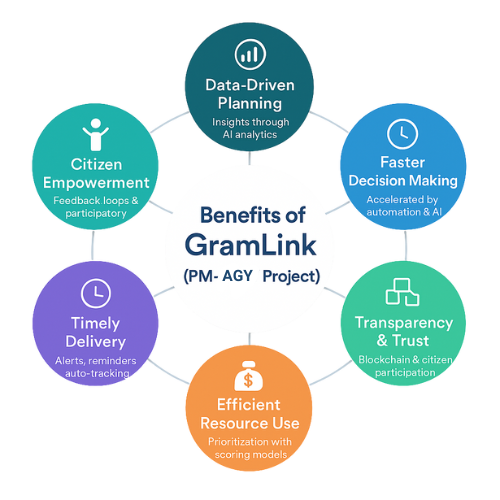 Data-Driven
Planning
Insights through
AI analytics
Faster
Decision Making
Accelerated by
automation & AI
Transparency
& Trust
Blockchain & citizen
participation
Efficient
Resource Use
Prioritization with
scoring models
Timely
Delivery
Alerts, reminders
auto-tracking
Citizen
Empowerment
Feedback loops &
participatory
Benefits of
GramLink
(PM- AGY Project)
$